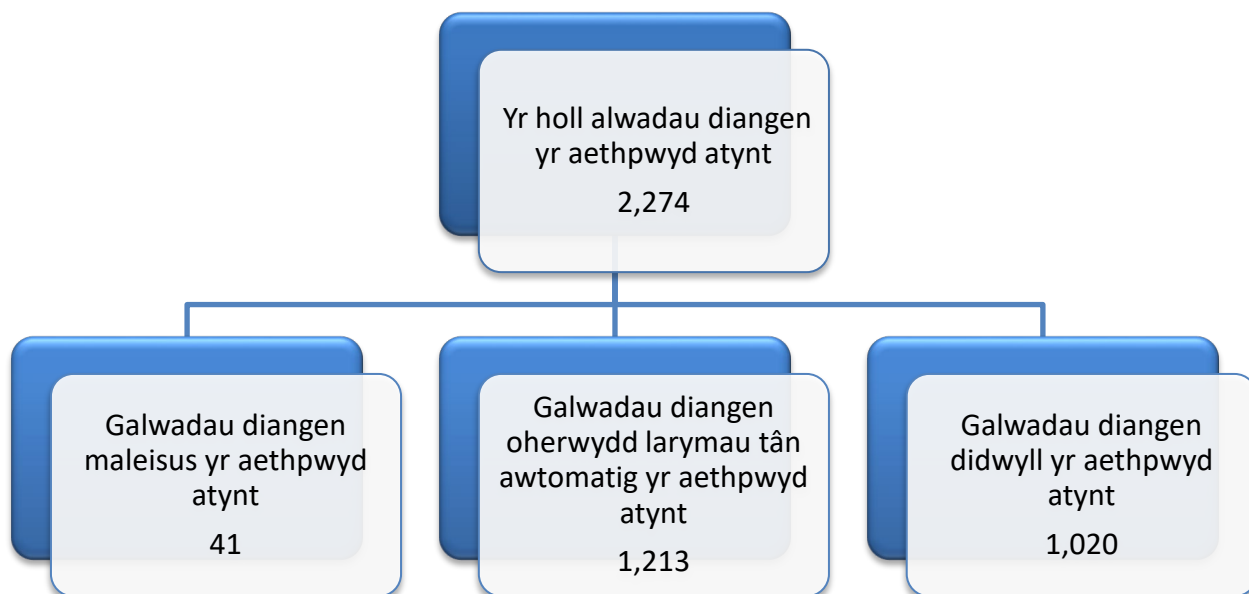 Yr holl alwadau diangen
yr aethpwyd atynt
2,274
Galwadau diangen
maleisus yr aethpwyd
atynt
41
Galwadau diangen
oherwydd larymau tân
awtomatig yr aethpwyd
atynt
1,213
Galwadau diangen
didwyll yr aethpwyd
atynt
1,020